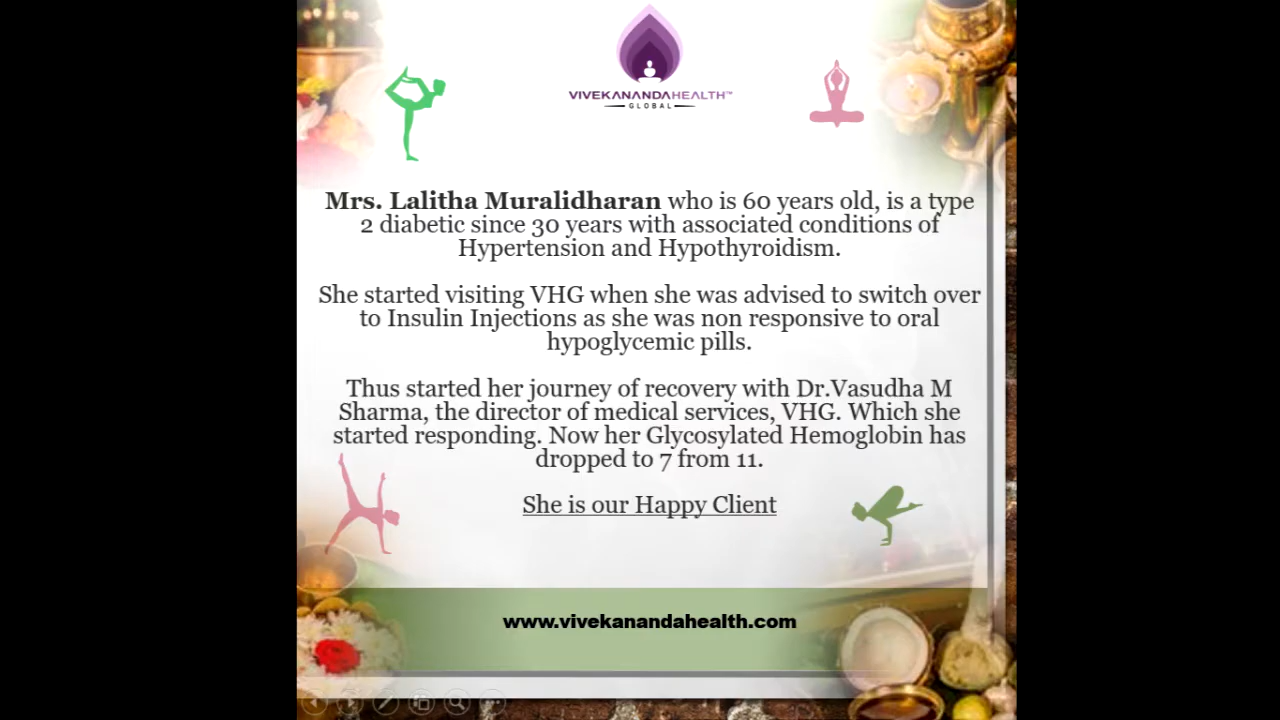 VIVEKANANDAHEALTH™
GLOBAL
Mrs. Lalitha Muralidharan who is 60 years old, is a type
2 diabetic since 30 years with associated conditions of
Hypertension and Hypothyroidism.
She started visiting VHG when she was advised to switch over
to Insulin Injections as she was non responsive to oral
hypoglycemic pills.
Thus started her journey of recovery with Dr.Vasudha M
Sharma, the director of medical services, VHG. Which she
started responding. Now her Glycosylated Hemoglobin has
dropped to 7 from 11.
She is our Happy Client
www.vivekanandahealth.com